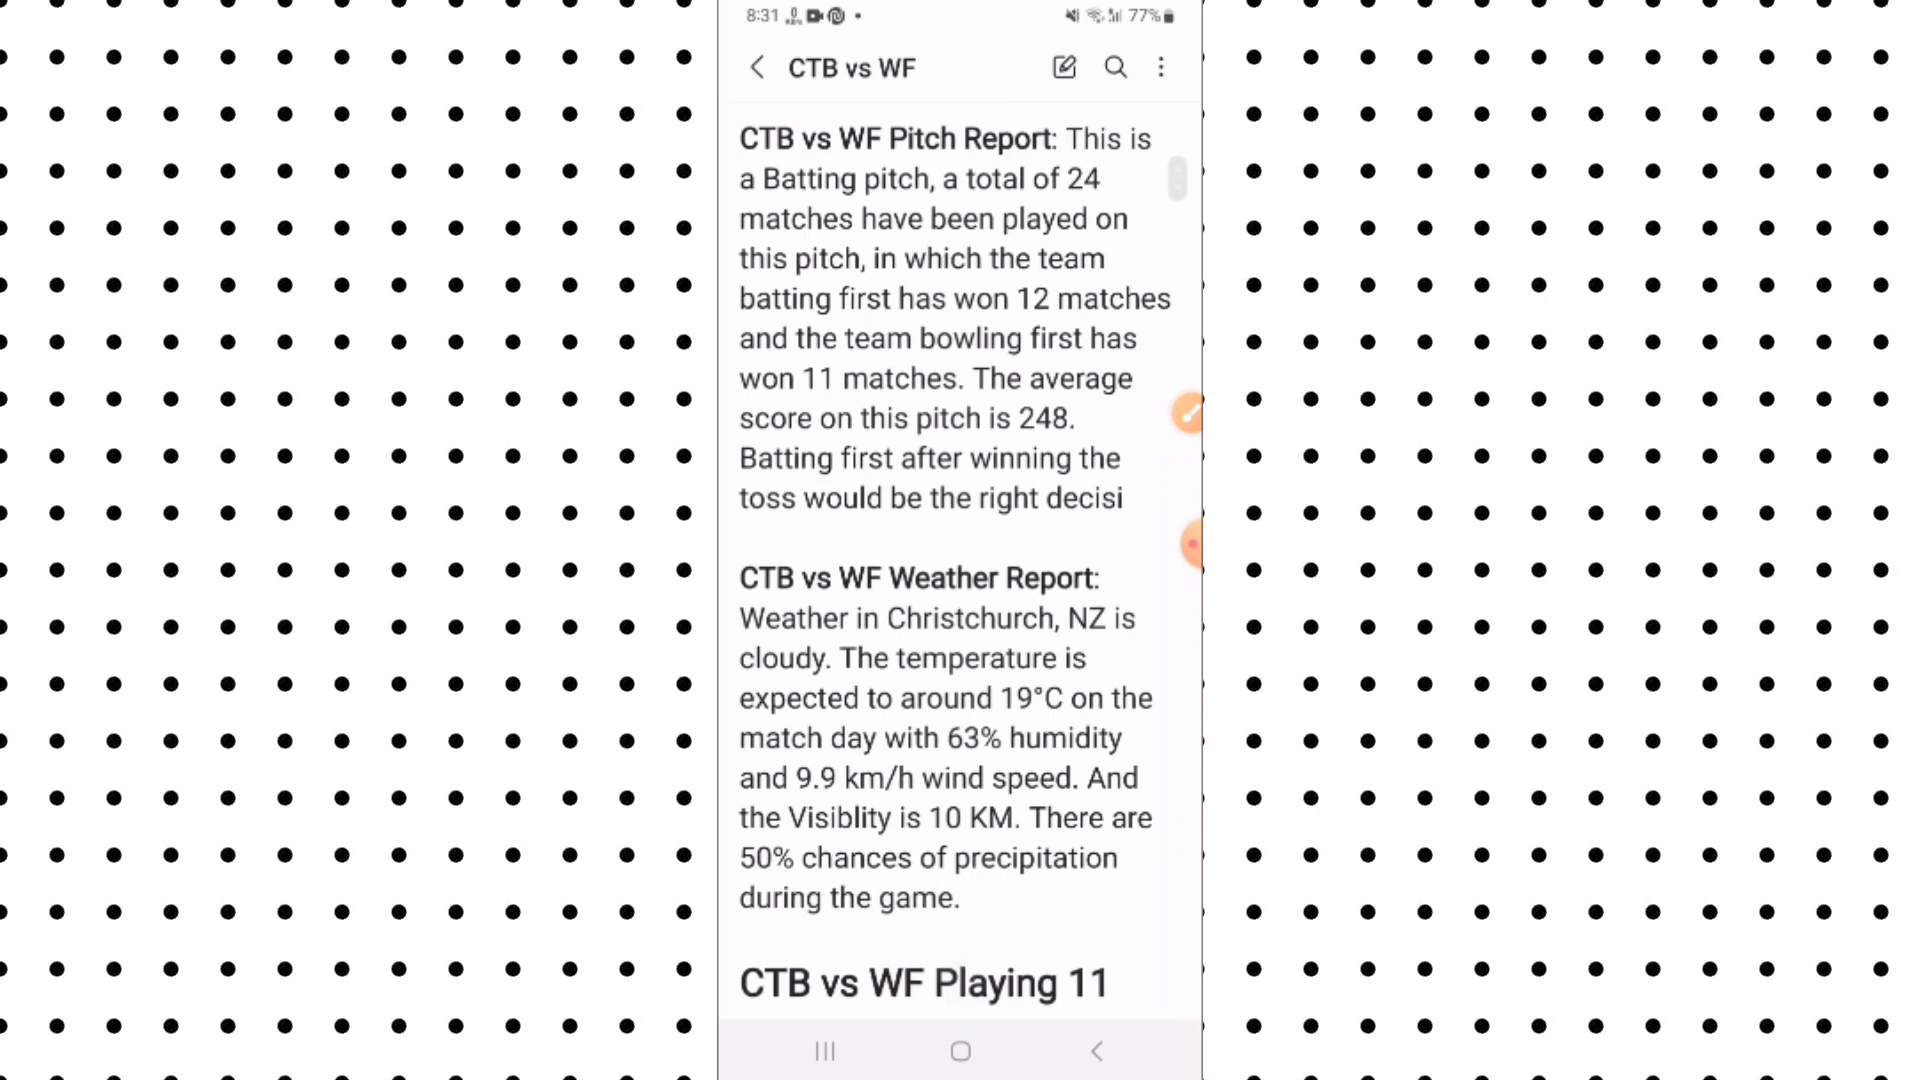 8:31 77%
CTB vs WF
CTB vs WF Pitch Report: This is
a Batting pitch, a total of 24
matches have been played on
this pitch, in which the team
batting first has won 12 matches
and the team bowling first has
won 11 matches. The average
score on this pitch is 248.
Batting first after winning the
toss would be the right decisi
CTB vs WF Weather Report:
Weather in Christchurch, NZ is
cloudy. The temperature is
expected to around 19°C on the
match day with 63% humidity
and 9.9 km/h wind speed. And
the Visiblity is 10 KM. There are
50% chances of precipitation
during the game.
CTB vs WF Playing 11